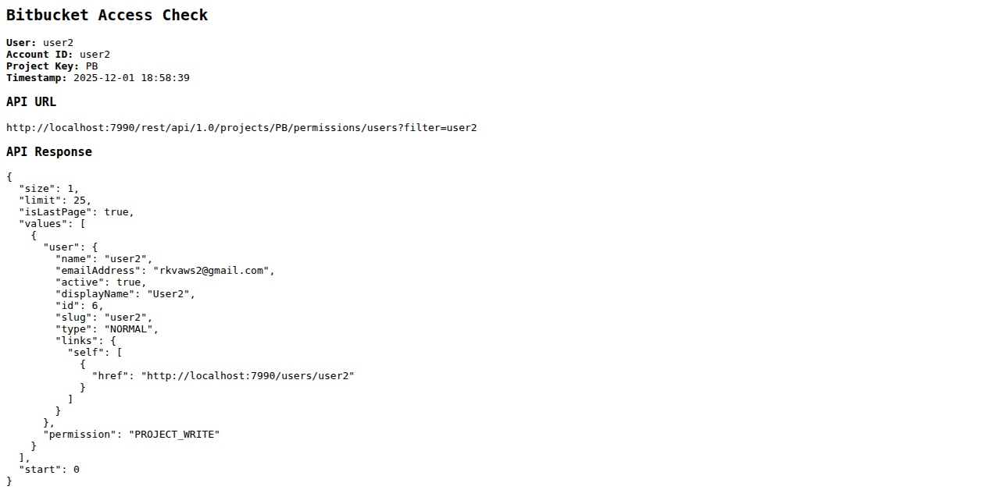 Bitbucket Access Check
User: user2
Account ID: user2
Project Key: PB
Timestamp: 2025-12-01 18:58:39
API URL
http://localhost:7990/rest/api/1.0/projects/PB/permissions/users?filter=user2
API Response
{
  "size": 1,
  "limit": 25,
  "isLastPage": true,
  "values": [
    {
      "user": {
        "name": "user2",
        "emailAddress": "rkvaws2@gmail.com",
        "active": true,
        "displayName": "User2",
        "id": 6,
        "slug": "user2",
        "type": "NORMAL",
        "links": {
          "self": [
            {
              "href": "http://localhost:7990/users/user2"
            }
          ]
        }
      },
      "permission": "PROJECT_WRITE"
    }
  ],
  "start": 0
}